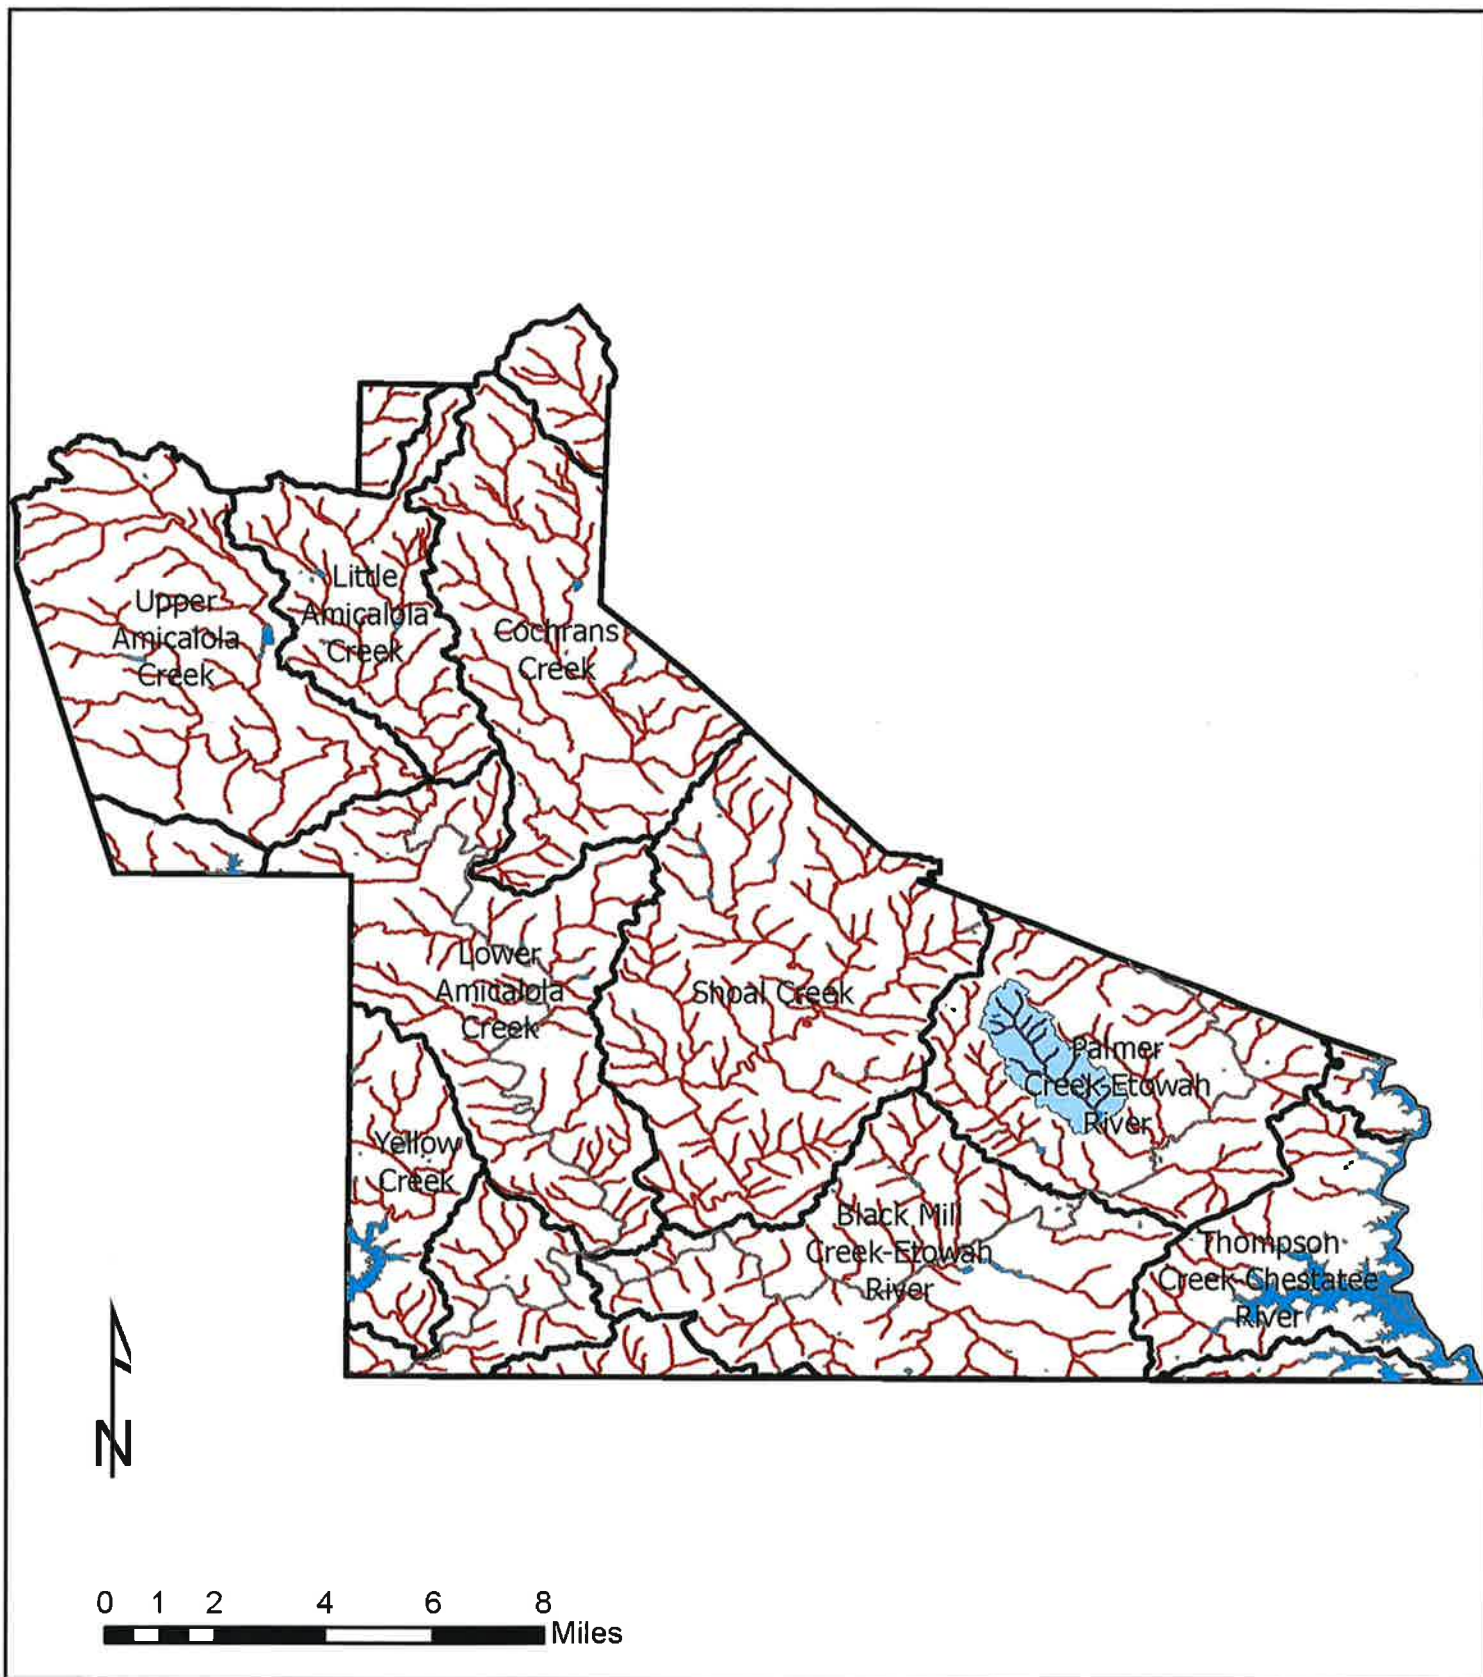 Little
Amicalola
Creek
Upper
Amicalola
Creek
Cochrans
Creek
Lower
Amicalola
Creek
Shoal Creek
Palmer
Creek-Etowah
River
Yellow
Creek
Black Mill
Creek-Etowah
River
Thompson
Creek-Chestatee
River
N
0 1 2 4 6 8
Miles